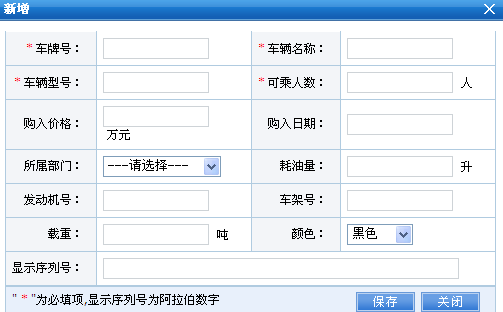 新增
*车牌号： *车辆名称：
*车辆型号： *可乘人数： 人
购入价格： 万元 购入日期：
所属部门： ---请选择--- 耗油量： 升
发动机号： 车架号：
载重： 吨 颜色： 黑色
显示序列号：
"*"为必填项,显示序列号为阿拉伯数字 保存 关闭